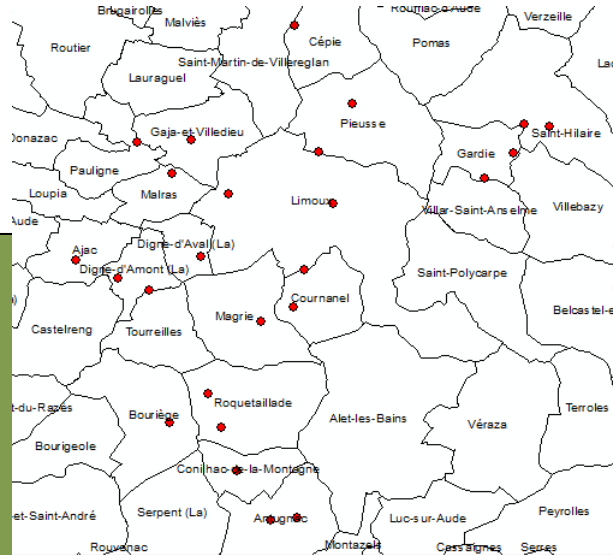 Brugairolles
Malviès
Roumac-d'Aude
Verzeille
Routier
Cépie
Pomas
Saint-Martin-de-Villereglan
Lauraguel
Donazac
Gaja-et-Villedieu
Pieusse
Saint-Hilaire
Gardie
Pauligne
Loupia
Malras
Limoux
Villar-Saint-Anselme
Villebazy
Aude
Ajac
Digne-d'Aval (La)
Digne-d'Amont (La)
Saint-Polycarpe
Magrie
Cournanel
Belcastel-e
Castelreng
Tourreilles
t-du-Razes
Bouriège
Roquetaillade
Alet-les-Bains
Véraza
Terroles
Bourigeole
Conilhac-de-la-Montagne
et-Saint-André
Serpent (La)
Antugnac
Luc-sur-Aude
Peyrolles
Rouvenac
Montazels
Cassaignes
Serres